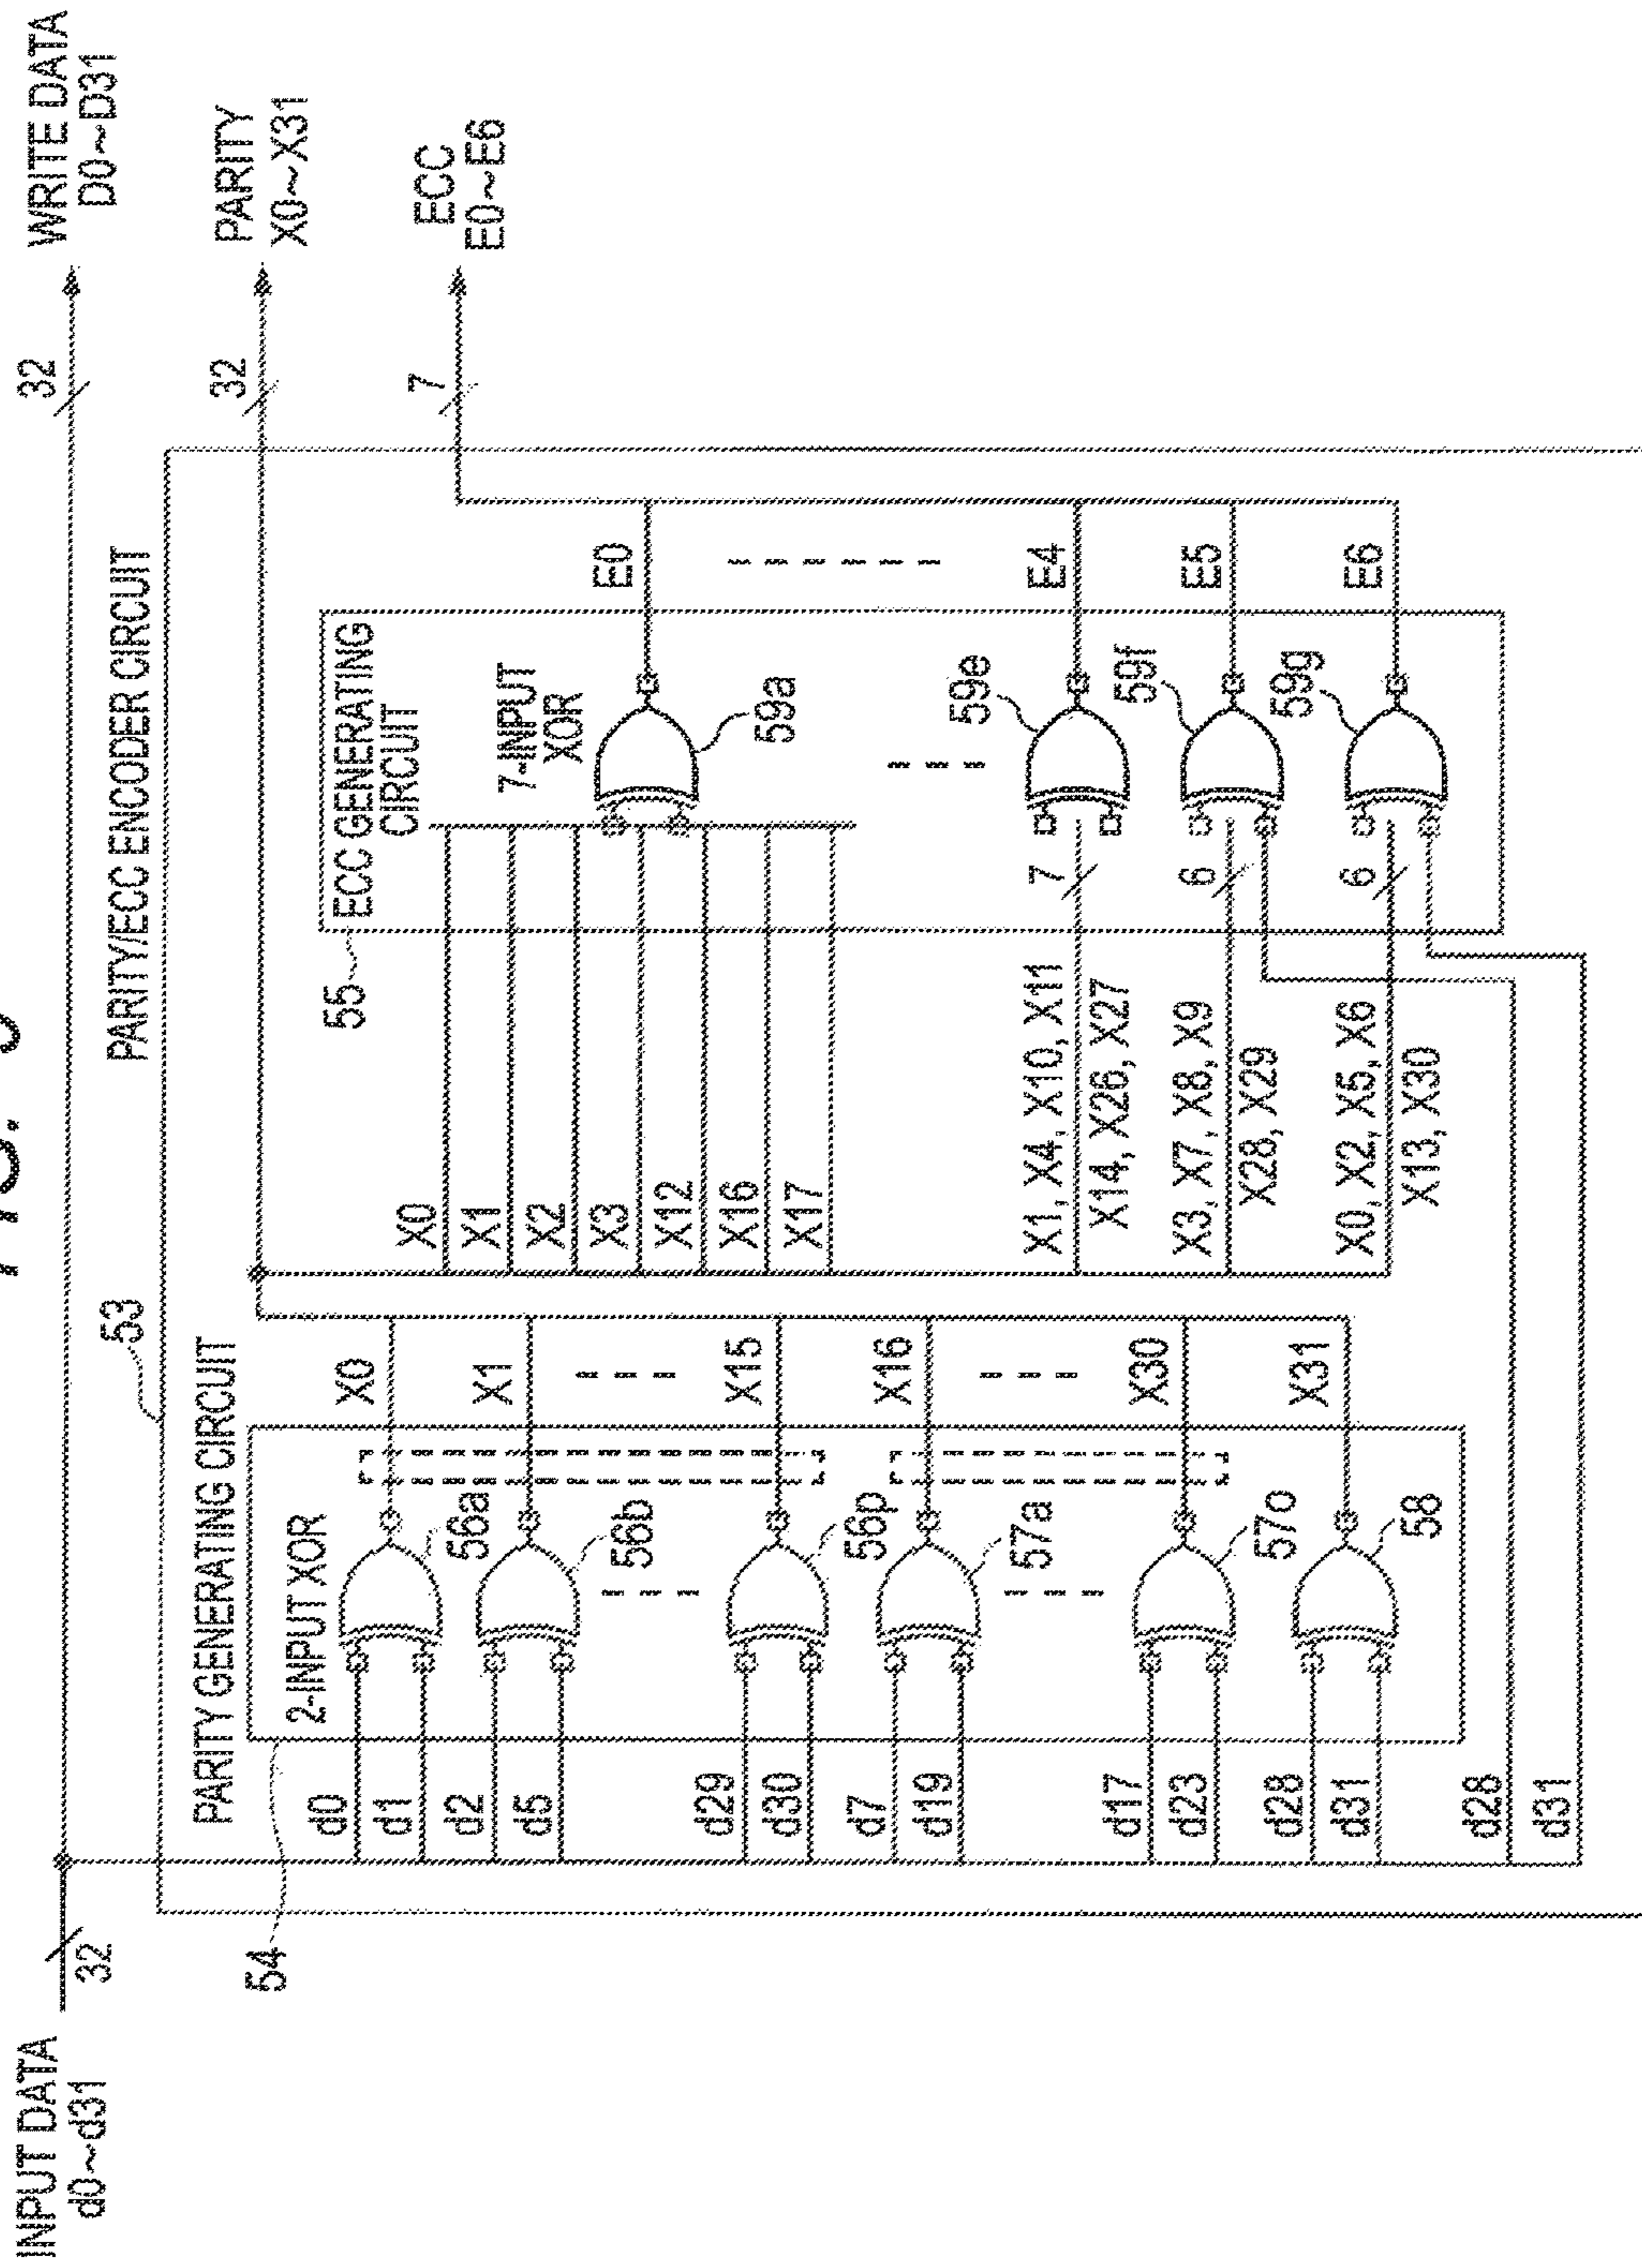 INPUT DATA
d0~d31
32
WRITE DATA
D0~D31
32
PARITY
X0~X31
32
ECC
E0~E6
7
53
PARITY/ECC ENCODER CIRCUIT
54
PARITY GENERATING CIRCUIT
2-INPUT XOR
d0
d1
56a
X0
d2
d5
56b
X1
d29
d30
56p
X15
d7
d19
57a
X16
d17
d23
57o
X30
d28
d31
58
X31
d28
d31
55
ECC GENERATING
CIRCUIT
7-INPUT
XOR
X0
X1
X2
X3
X12
X16
X17
59a
E0
X1, X4, X10, X11
X14, X26, X27
7
59e
E4
X3, X7, X8, X9
X28, X29
6
59f
E5
X0, X2, X5, X6
X13, X30
6
59g
E6